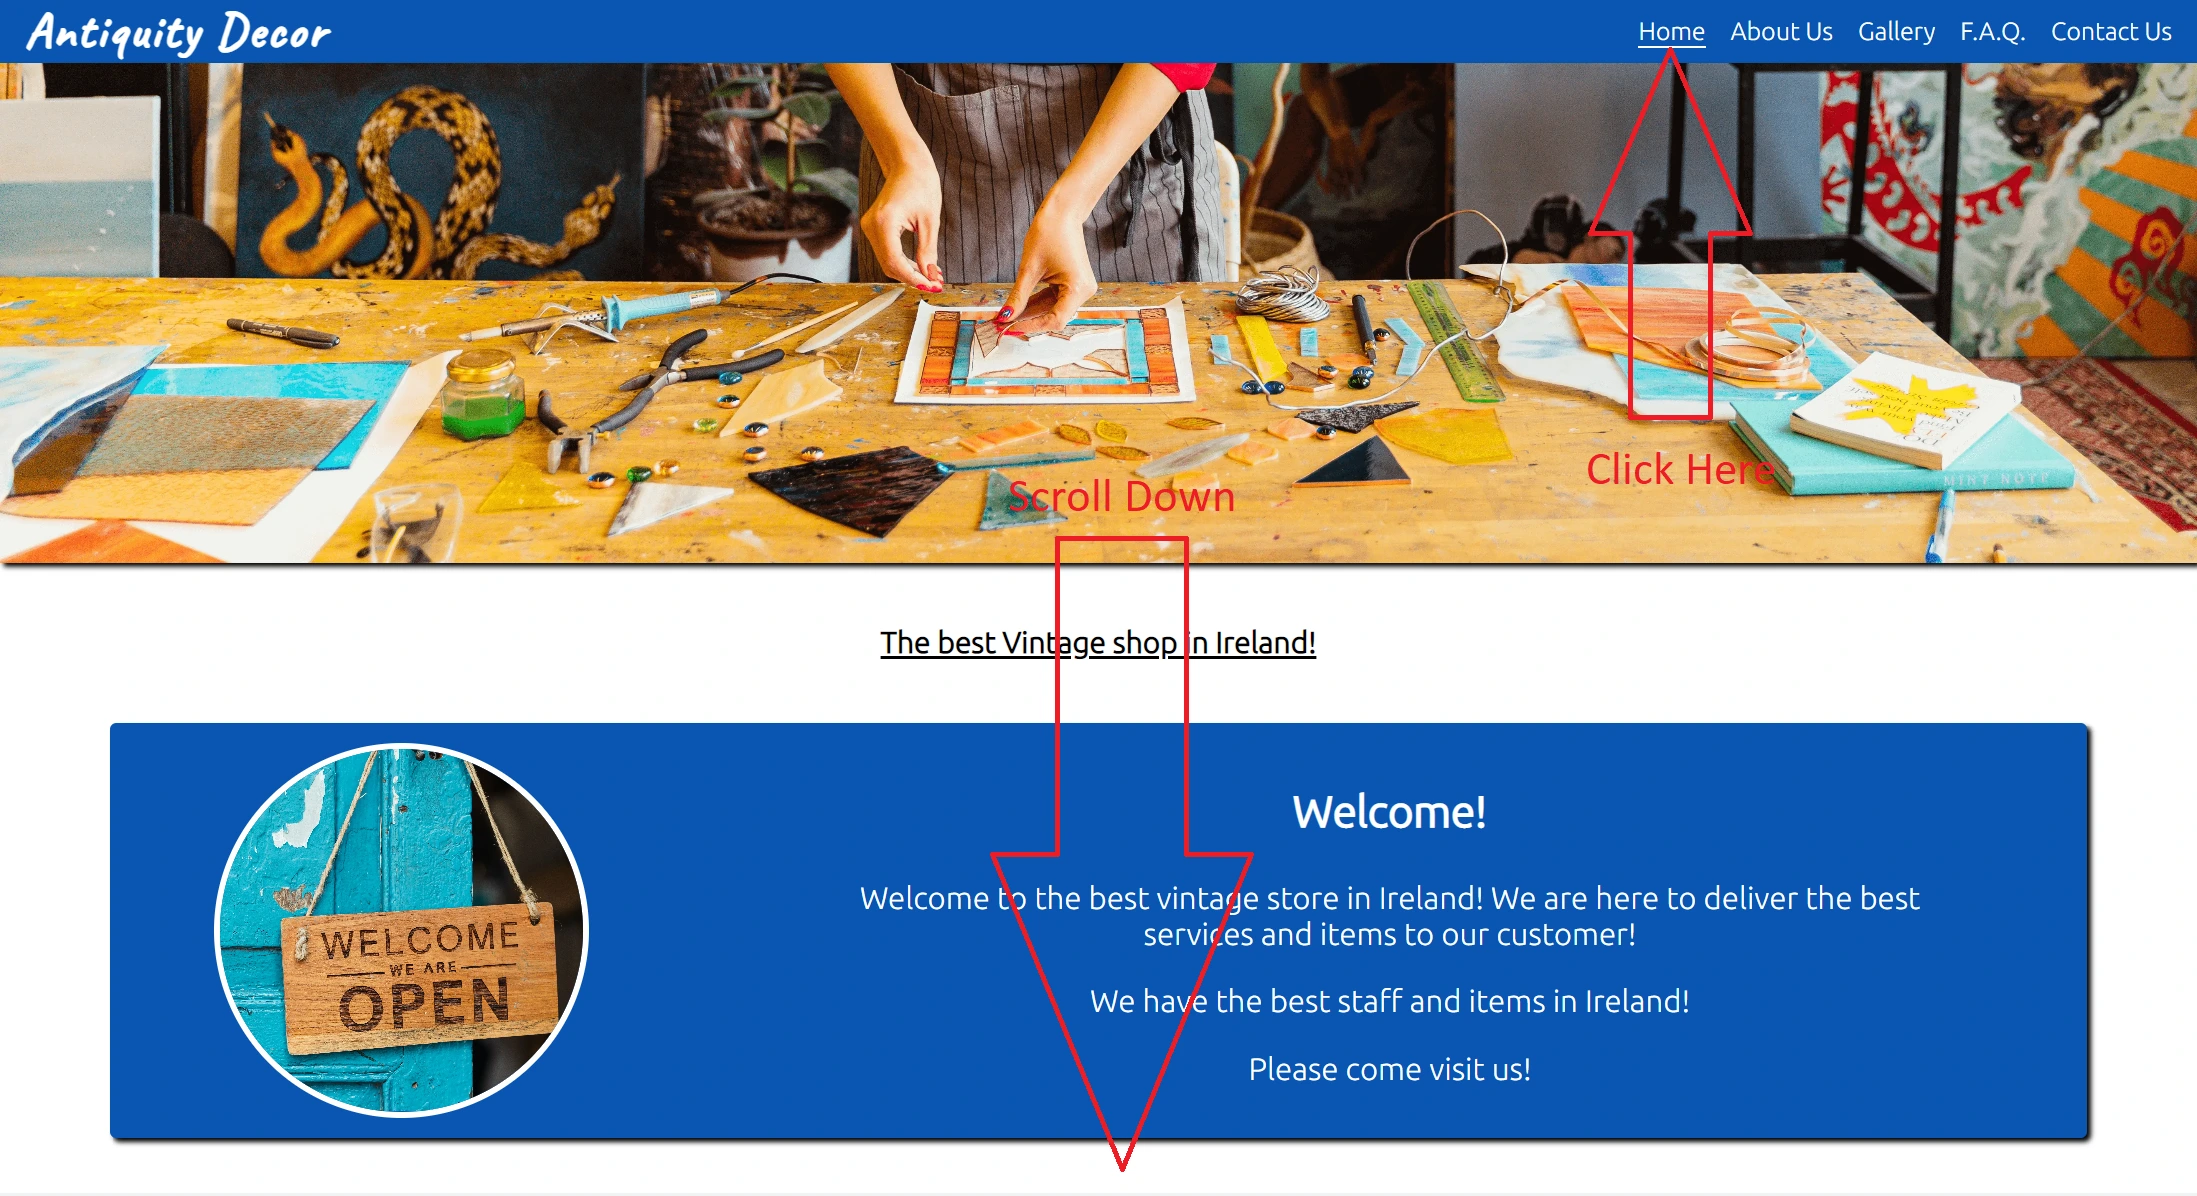 Antiquity Decor
Home About Us Gallery F.A.Q. Contact Us
Click Here
Scroll Down
MINT NOTE
The best Vintage shop in Ireland!
WELCOME
WE ARE
OPEN
Welcome!
Welcome to the best vintage store in Ireland! We are here to deliver the best
services and items to our customer!
We have the best staff and items in Ireland!
Please come visit us!